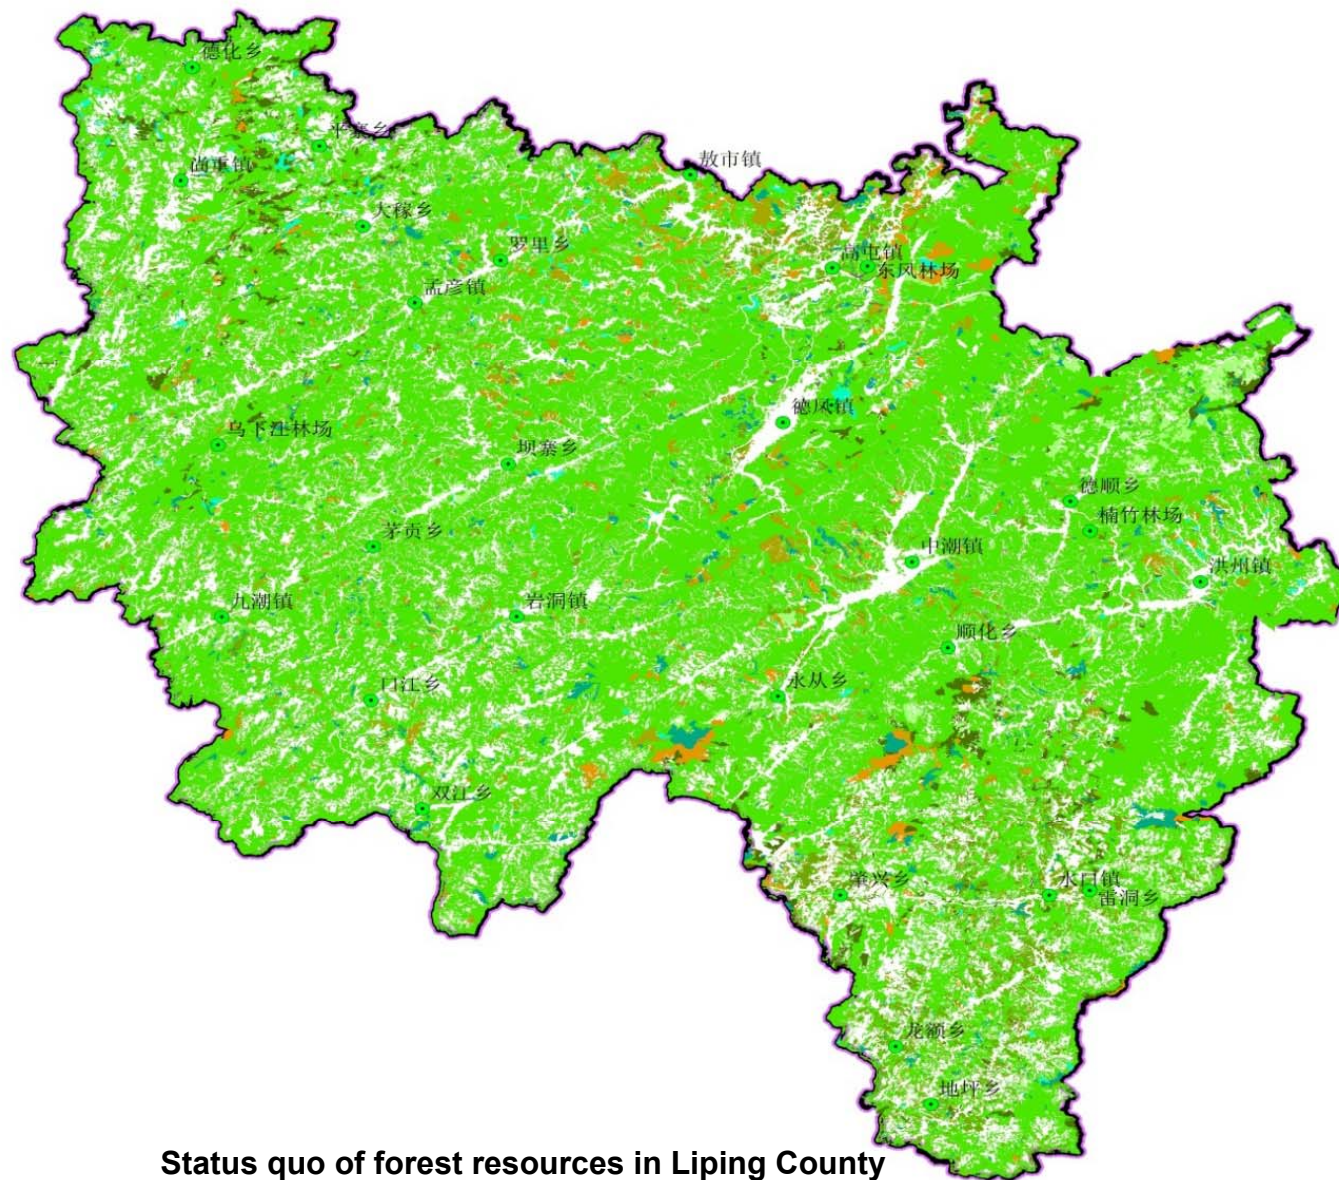 德化乡
平寨乡
尚重镇
敖市镇
大稼乡
罗里乡
高屯镇
东风林场
孟彦镇
德凤镇
乌下江林场
坝寨乡
德顺乡
楠竹林场
茅贡乡
中潮镇
洪州镇
九潮镇
岩洞镇
顺化乡
口江乡
永从乡
双江乡
肇兴乡
水口镇
雷洞乡
龙额乡
地坪乡
Status quo of forest resources in Liping County